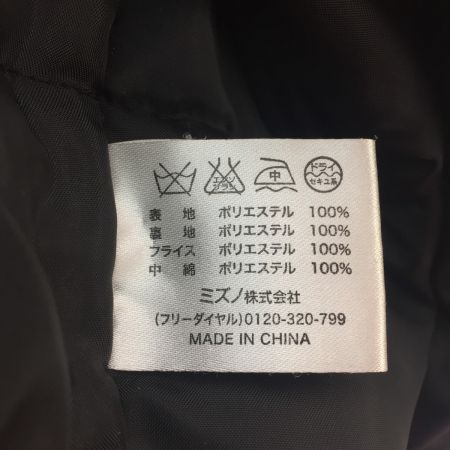 エンソ サラシ 中 ドライ
セキユ系
表地 ポリエステル 100%
裏地 ポリエステル 100%
フライス ポリエステル 100%
中綿 ポリエステル 100%
ミズノ株式会社
(フリーダイヤル)0120-320-799
MADE IN CHINA